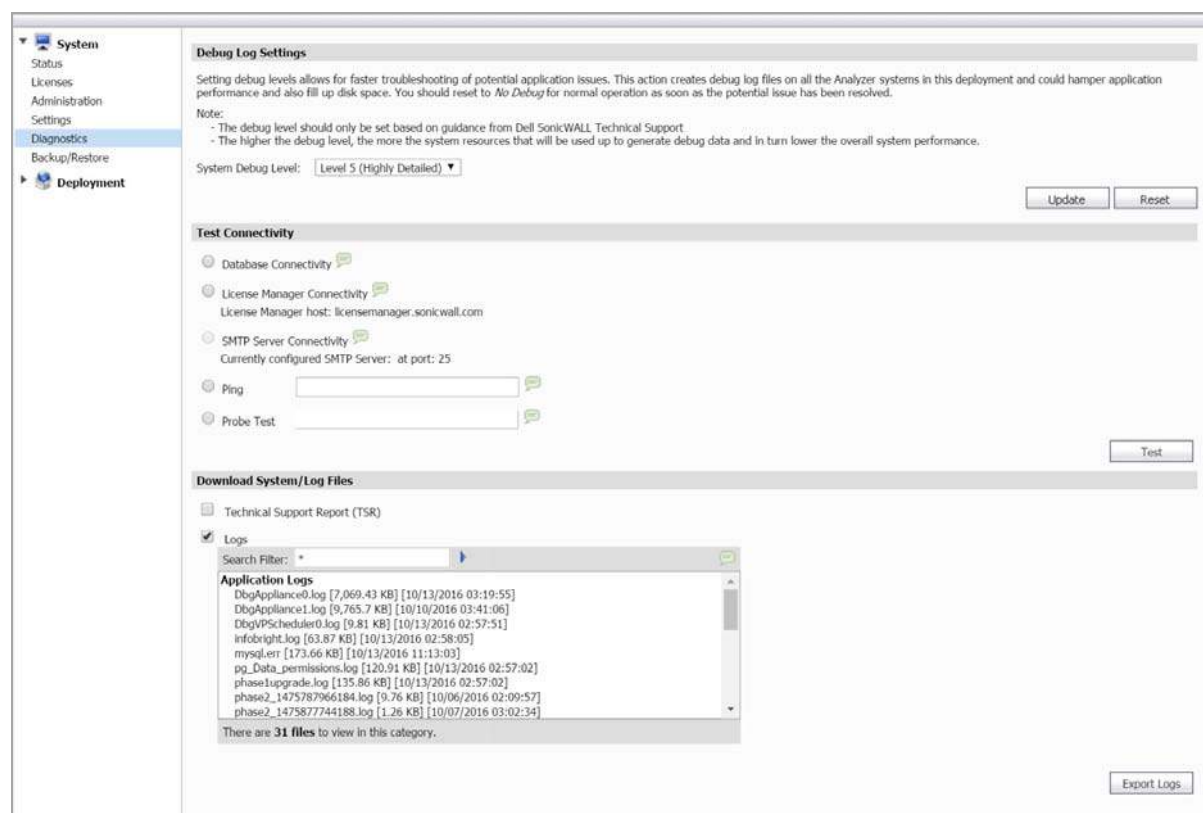 System
Status
Licenses
Administration
Settings
Diagnostics
Backup/Restore
Deployment
Debug Log Settings
Setting debug levels allows for faster troubleshooting of potential application issues. This action creates debug log files on all the Analyzer systems in this deployment and could hamper application
performance and also fill up disk space. You should reset to No Debug for normal operation as soon as the potential issue has been resolved.
Note:
- The debug level should only be set based on guidance from Dell SonicWALL Technical Support
- The higher the debug level, the more the system resources that will be used up to generate debug data and in turn lower the overall system performance.
System Debug Level: Level 5 (Highly Detailed)
Update Reset
Test Connectivity
Database Connectivity
License Manager Connectivity
License Manager host: licensemanager.sonicwall.com
SMTP Server Connectivity
Currently configured SMTP Server: at port: 25
Ping
Probe Test
Test
Download System/Log Files
Technical Support Report (TSR)
Logs
Search Filter: *
Application Logs
DbgAppliance0.log [7,069.43 KB] [10/13/2016 03:19:55]
DbgAppliance1.log [9,765.7 KB] [10/10/2016 03:41:06]
DbgVPScheduler0.log [9.81 KB] [10/13/2016 02:57:51]
infobright.log [63.87 KB] [10/13/2016 02:58:05]
mysql.err [173.66 KB] [10/13/2016 11:13:03]
pg_Data_permissions.log [120.91 KB] [10/13/2016 02:57:02]
phase1upgrade.log [135.86 KB] [10/13/2016 02:57:02]
phase2_1475787966184.log [9.76 KB] [10/06/2016 02:09:57]
phase2_1475877744188.log [1.26 KB] [10/07/2016 03:02:34]
There are 31 files to view in this category.
Export Logs